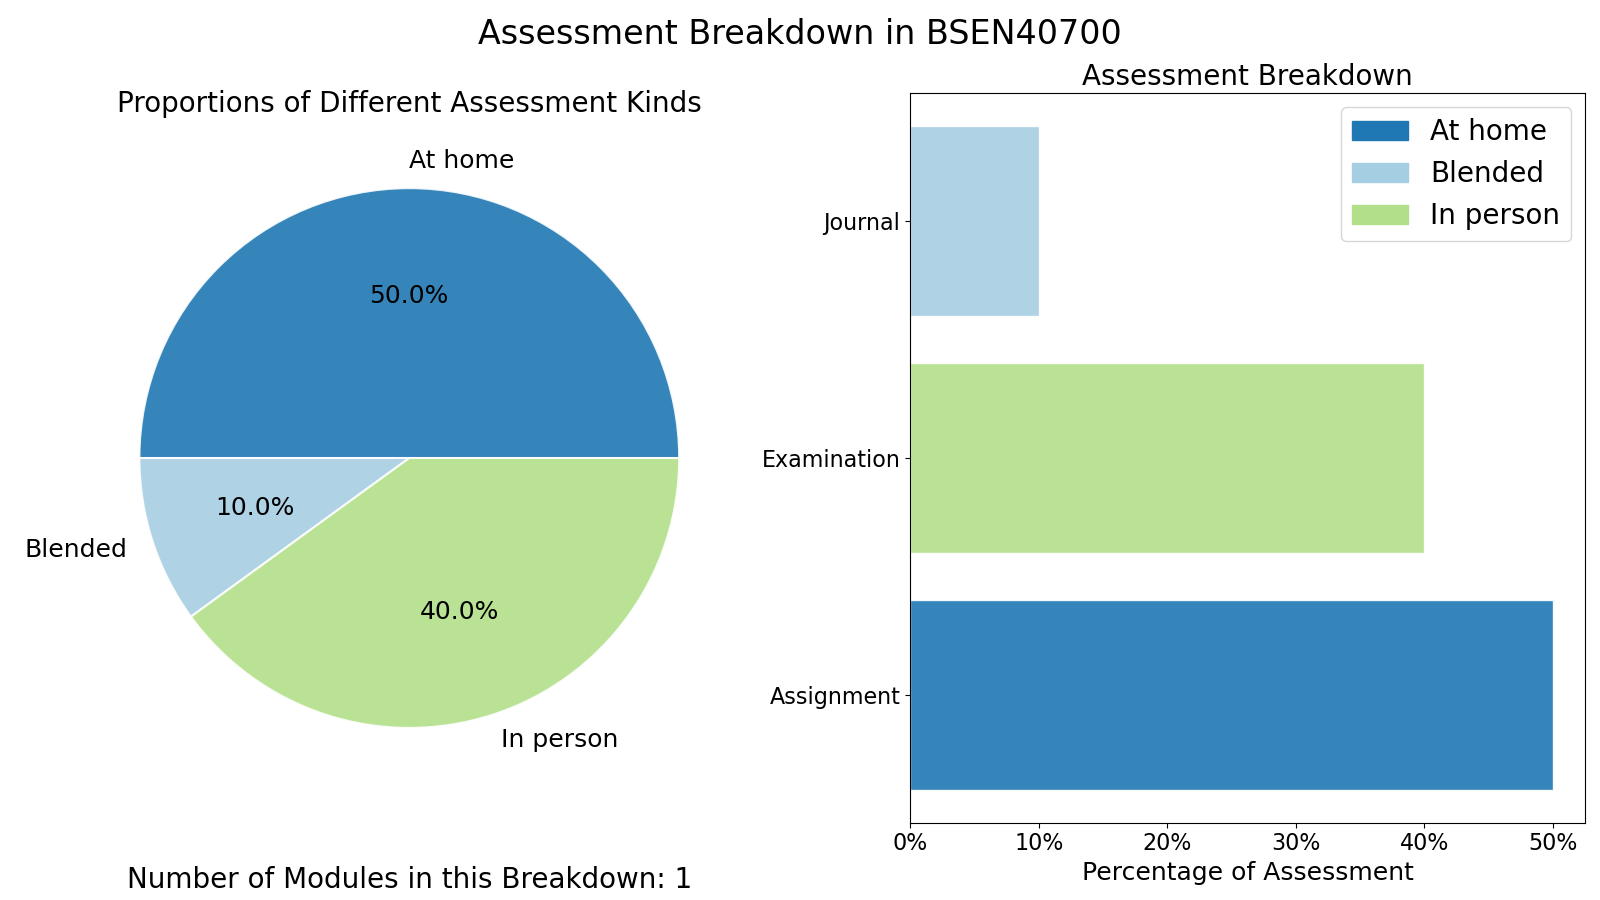 Assessment Breakdown in BSEN40700
Proportions of Different Assessment Kinds
At home
50.0%
10.0%
Blended
40.0%
In person
Number of Modules in this Breakdown: 1
Assessment Breakdown
At home
Blended
In person
Journal
Examination
Assignment
0% 10% 20% 30% 40% 50%
Percentage of Assessment